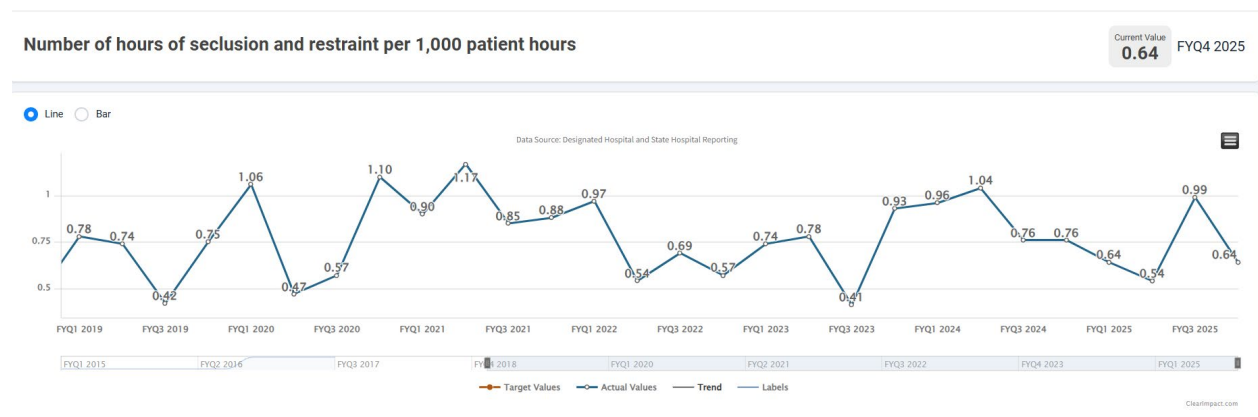 Number of hours of seclusion and restraint per 1,000 patient hours
Current Value
0.64
FYQ4 2025
Line
Bar
Data Source: Designated Hospital and State Hospital Reporting
1
0.75
0.5
0.78
0.74
0.42
0.75
1.06
0.47
0.57
1.10
0.90
1.17
0.85
0.88
0.97
0.54
0.69
0.57
0.74
0.78
0.41
0.93
0.96
1.04
0.76
0.76
0.64
0.54
0.99
0.64
FYQ1 2019
FYQ3 2019
FYQ1 2020
FYQ3 2020
FYQ1 2021
FYQ3 2021
FYQ1 2022
FYQ3 2022
FYQ1 2023
FYQ3 2023
FYQ1 2024
FYQ3 2024
FYQ1 2025
FYQ3 2025
FYQ1 2015
FYQ2 2016
FYQ3 2017
2018
FYQ1 2020
FYQ2 2021
FYQ3 2022
FYQ4 2023
FYQ1 2025
Target Values
Actual Values
Trend
Labels
ClearImpact.com